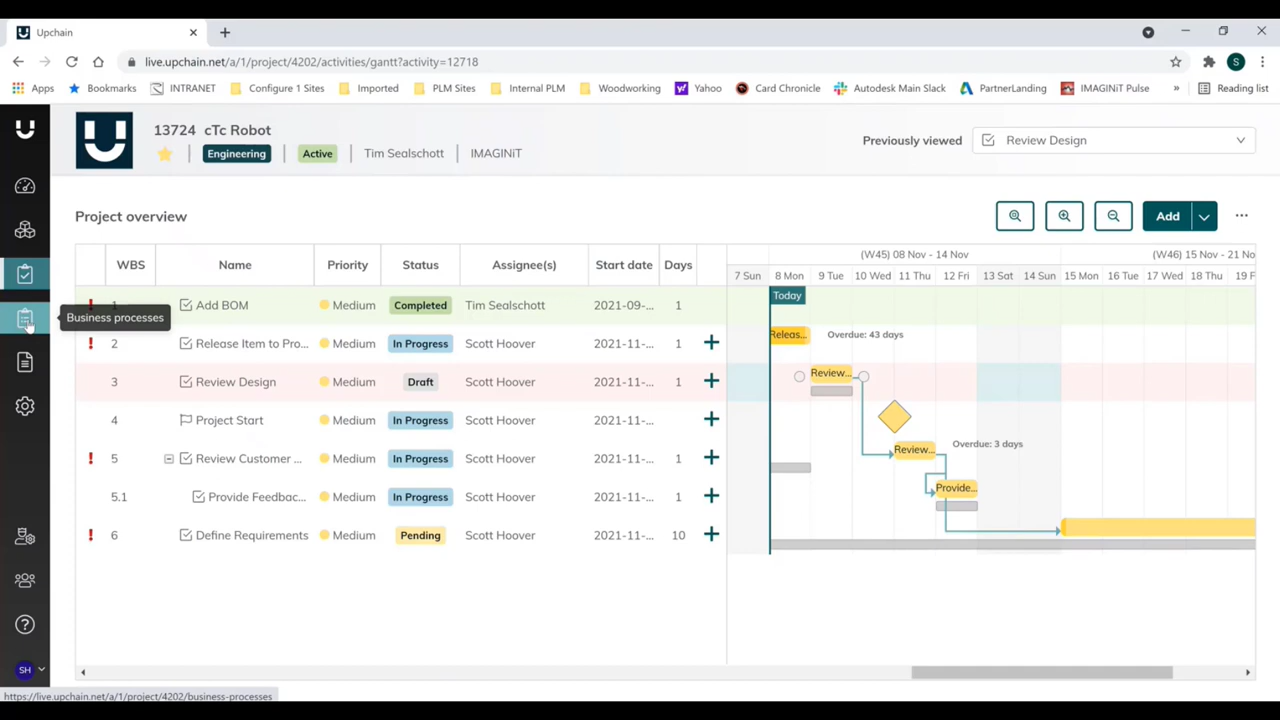 Upchain
live.upchain.net/a/1/project/4202/activities/gantt?activity=12718
S
Apps Bookmarks INTRANET Configure 1 Sites Imported PLM Sites Internal PLM Woodworking Yahoo Card Chronicle Autodesk Main Slack PartnerLanding IMAGINiT Pulse » Reading list
13724 cTc Robot
Engineering Active Tim Sealschott IMAGINiT
Previously viewed Review Design
Project overview
Add
WBS Name Priority Status Assignee(s) Start date Days
(W45) 08 Nov - 14 Nov (W46) 15 Nov - 21 No
7 Sun 8 Mon 9 Tue 10 Wed 11 Thu 12 Fri 13 Sat 14 Sun 15 Mon 16 Tue 17 Wed 18 Thu 19 F
Today
! 1 Add BOM Medium Completed Tim Sealschott 2021-09-... 1
Business processes
! 2 Release Item to Pro... Medium In Progress Scott Hoover 2021-11-... 1 Releas... Overdue: 43 days
3 Review Design Medium Draft Scott Hoover 2021-11-... 1 Review...
4 Project Start Medium In Progress Scott Hoover 2021-11-...
! 5 Review Customer ... Medium In Progress Scott Hoover 2021-11-... 1 Review... Overdue: 3 days
5.1 Provide Feedbac... Medium In Progress Scott Hoover 2021-11-... 1 Provide...
! 6 Define Requirements Medium Pending Scott Hoover 2021-11-... 10
SH
https://live.upchain.net/a/1/project/4202/business-processes